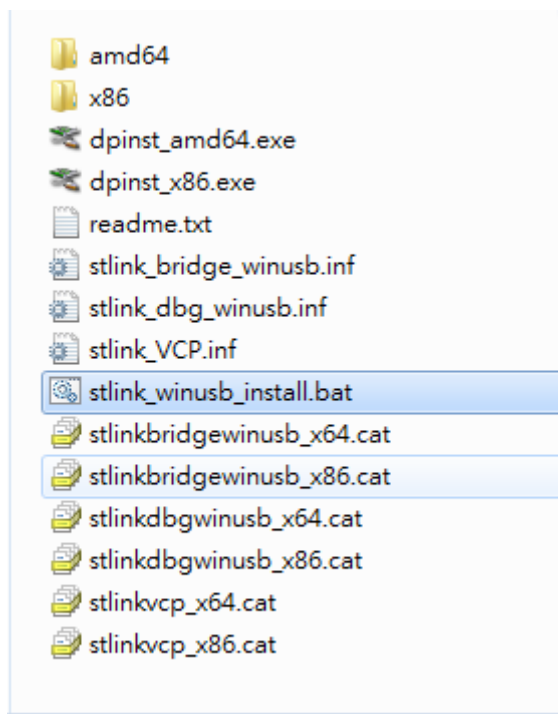 amd64
x86
dpinst_amd64.exe
dpinst_x86.exe
readme.txt
stlink_bridge_winusb.inf
stlink_dbg_winusb.inf
stlink_VCP.inf
stlink_winusb_install.bat
stlinkbridgewinusb_x64.cat
stlinkbridgewinusb_x86.cat
stlinkdbgwinusb_x64.cat
stlinkdbgwinusb_x86.cat
stlinkvcp_x64.cat
stlinkvcp_x86.cat